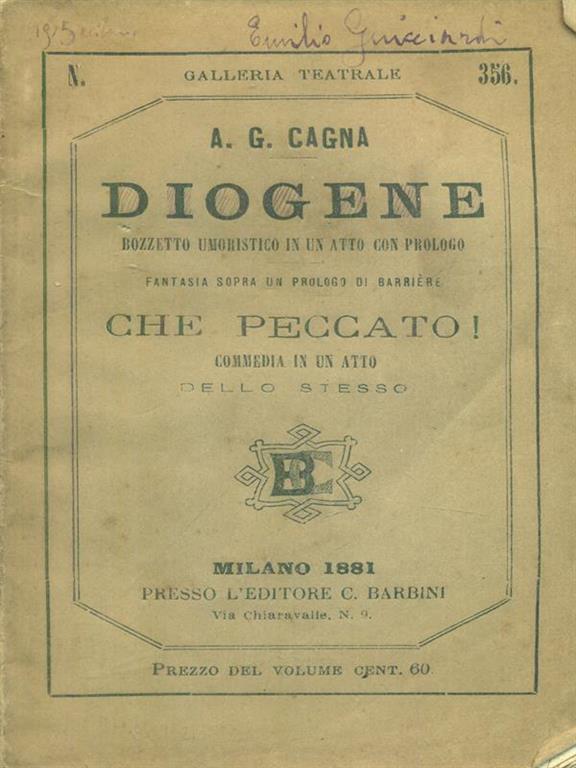 Emilio Guicciardi
N. GALLERIA TEATRALE 356.
A. G. CAGNA
DIOGENE
BOZZETTO UMORISTICO IN UN ATTO CON PROLOGO
FANTASIA SOPRA UN PROLOGO DI BARRIÈRE
CHE PECCATO!
COMMEDIA IN UN ATTO
DELLO STESSO
MILANO 1881
PRESSO L'EDITORE C. BARBINI
Via Chiaravalle, N. 9.
PREZZO DEL VOLUME CENT. 60